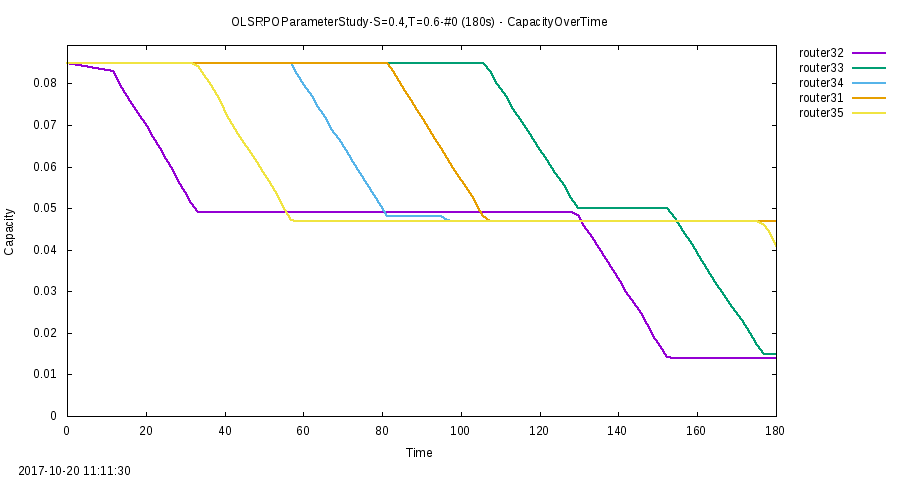 OLSRPOParameterStudy-S=0.4,T=0.6-#0 (180s) - CapacityOverTime
router32
router33
router34
router31
router35
0.08
0.07
0.06
0.05
0.04
0.03
0.02
0.01
0
Capacity
0 20 40 60 80 100 120 140 160 180
Time
2017-10-20 11:11:30